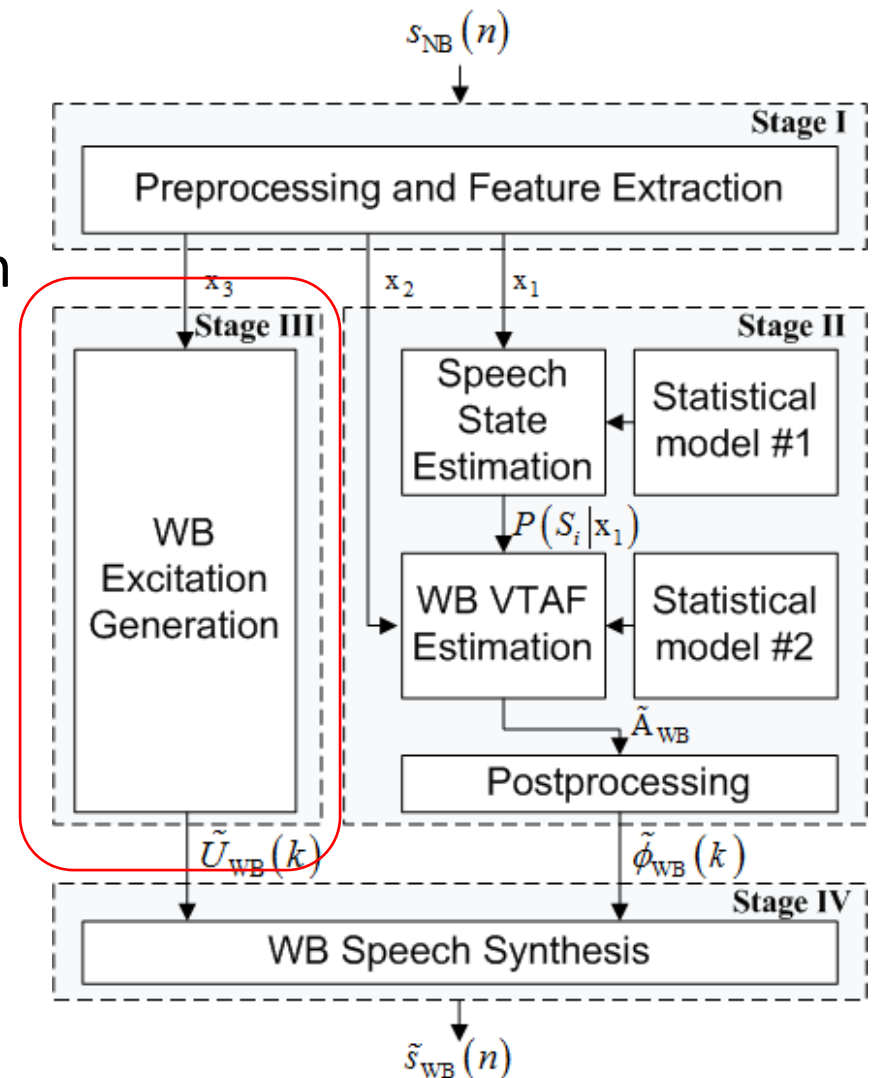 s_NB(n)
Stage I
Preprocessing and Feature Extraction
n
x_3
x_2
x_1
Stage III
WB
Excitation
Generation
Stage II
Speech
State
Estimation
Statistical
model #1
P(S_i|x_1)
WB VTAF
Estimation
Statistical
model #2
Ã_WB
Postprocessing
Ũ_WB(k)
ϕ̃_WB(k)
Stage IV
WB Speech Synthesis
s̃_WB(n)